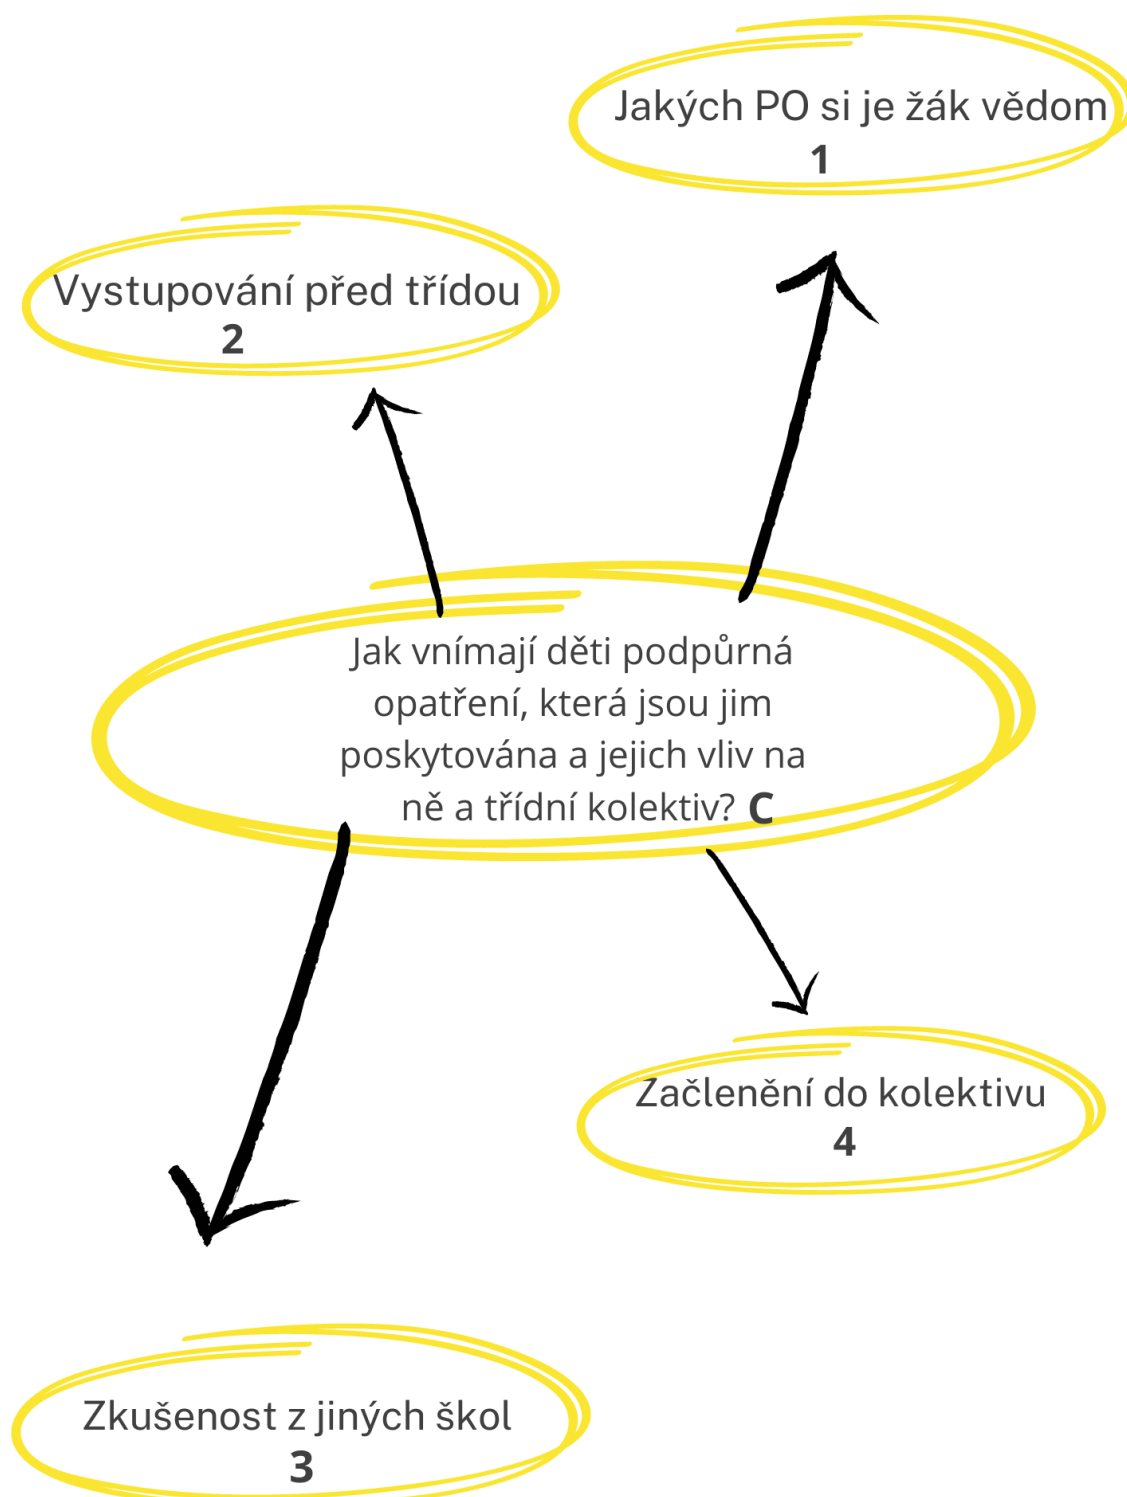 Jakých PO si je žák vědom
1
Vystupování před třídou
2
Jak vnímají děti podpůrná
opatření, která jsou jim
poskytována a jejich vliv na
ně a třídní kolektiv? C
Začlenění do kolektivu
4
Zkušenost z jiných škol
3